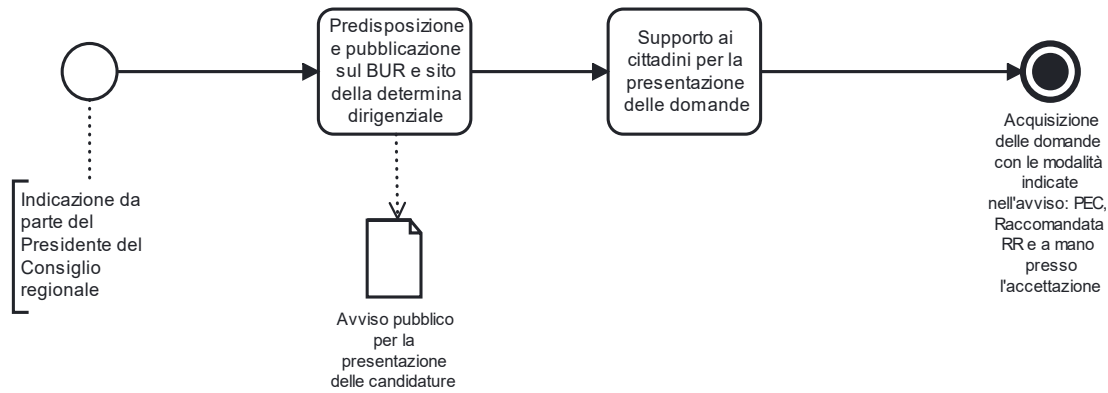 Indicazione da
parte del
Presidente del
Consiglio
regionale
Predisposizione
e pubblicazione
sul BUR e sito
della determina
dirigenziale
Avviso pubblico
per la
presentazione
delle candidature
Supporto ai
cittadini per la
presentazione
delle domande
Acquisizione
delle domande
con le modalità
indicate
nell'avviso: PEC,
Raccomandata
RR e a mano
presso
l'accettazione